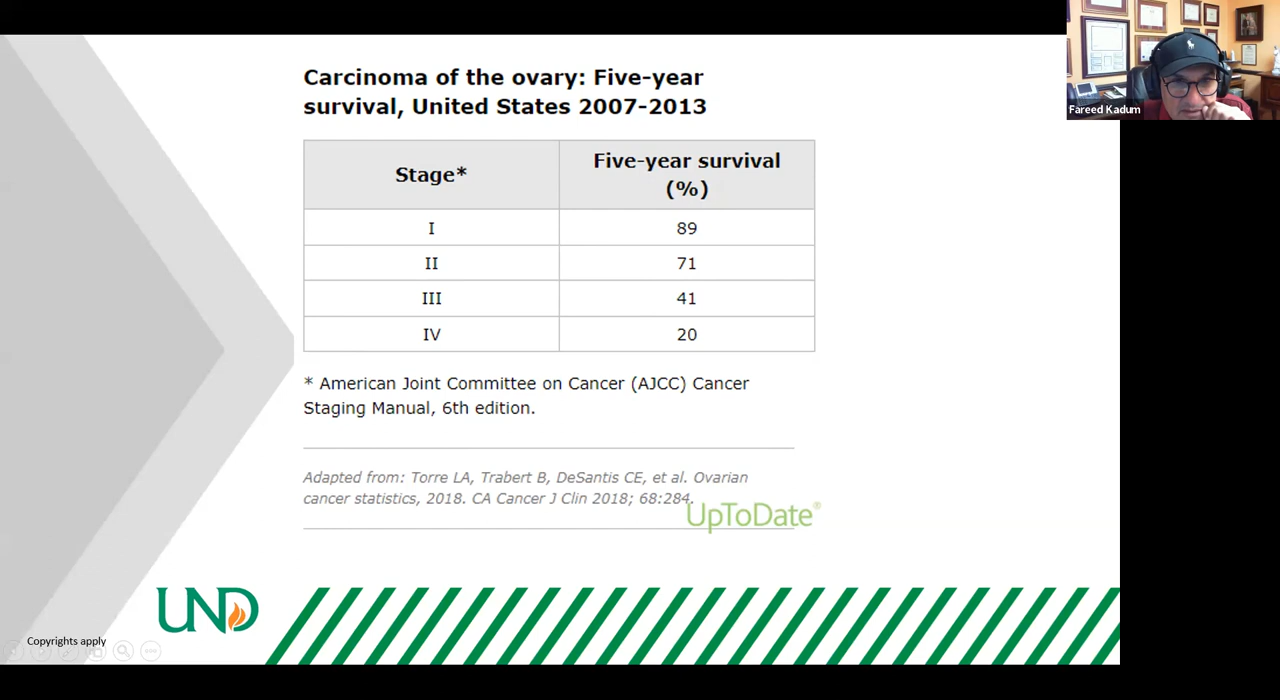 Carcinoma of the ovary: Five-year
survival, United States 2007-2013
Stage*
Five-year survival
(%)
I
89
II
71
III
41
IV
20
* American Joint Committee on Cancer (AJCC) Cancer
Staging Manual, 6th edition.
Adapted from: Torre LA, Trabert B, DeSantis CE, et al. Ovarian
cancer statistics, 2018. CA Cancer J Clin 2018; 68:284.
UpToDate®
UND
Copyrights apply
Fareed Kadum